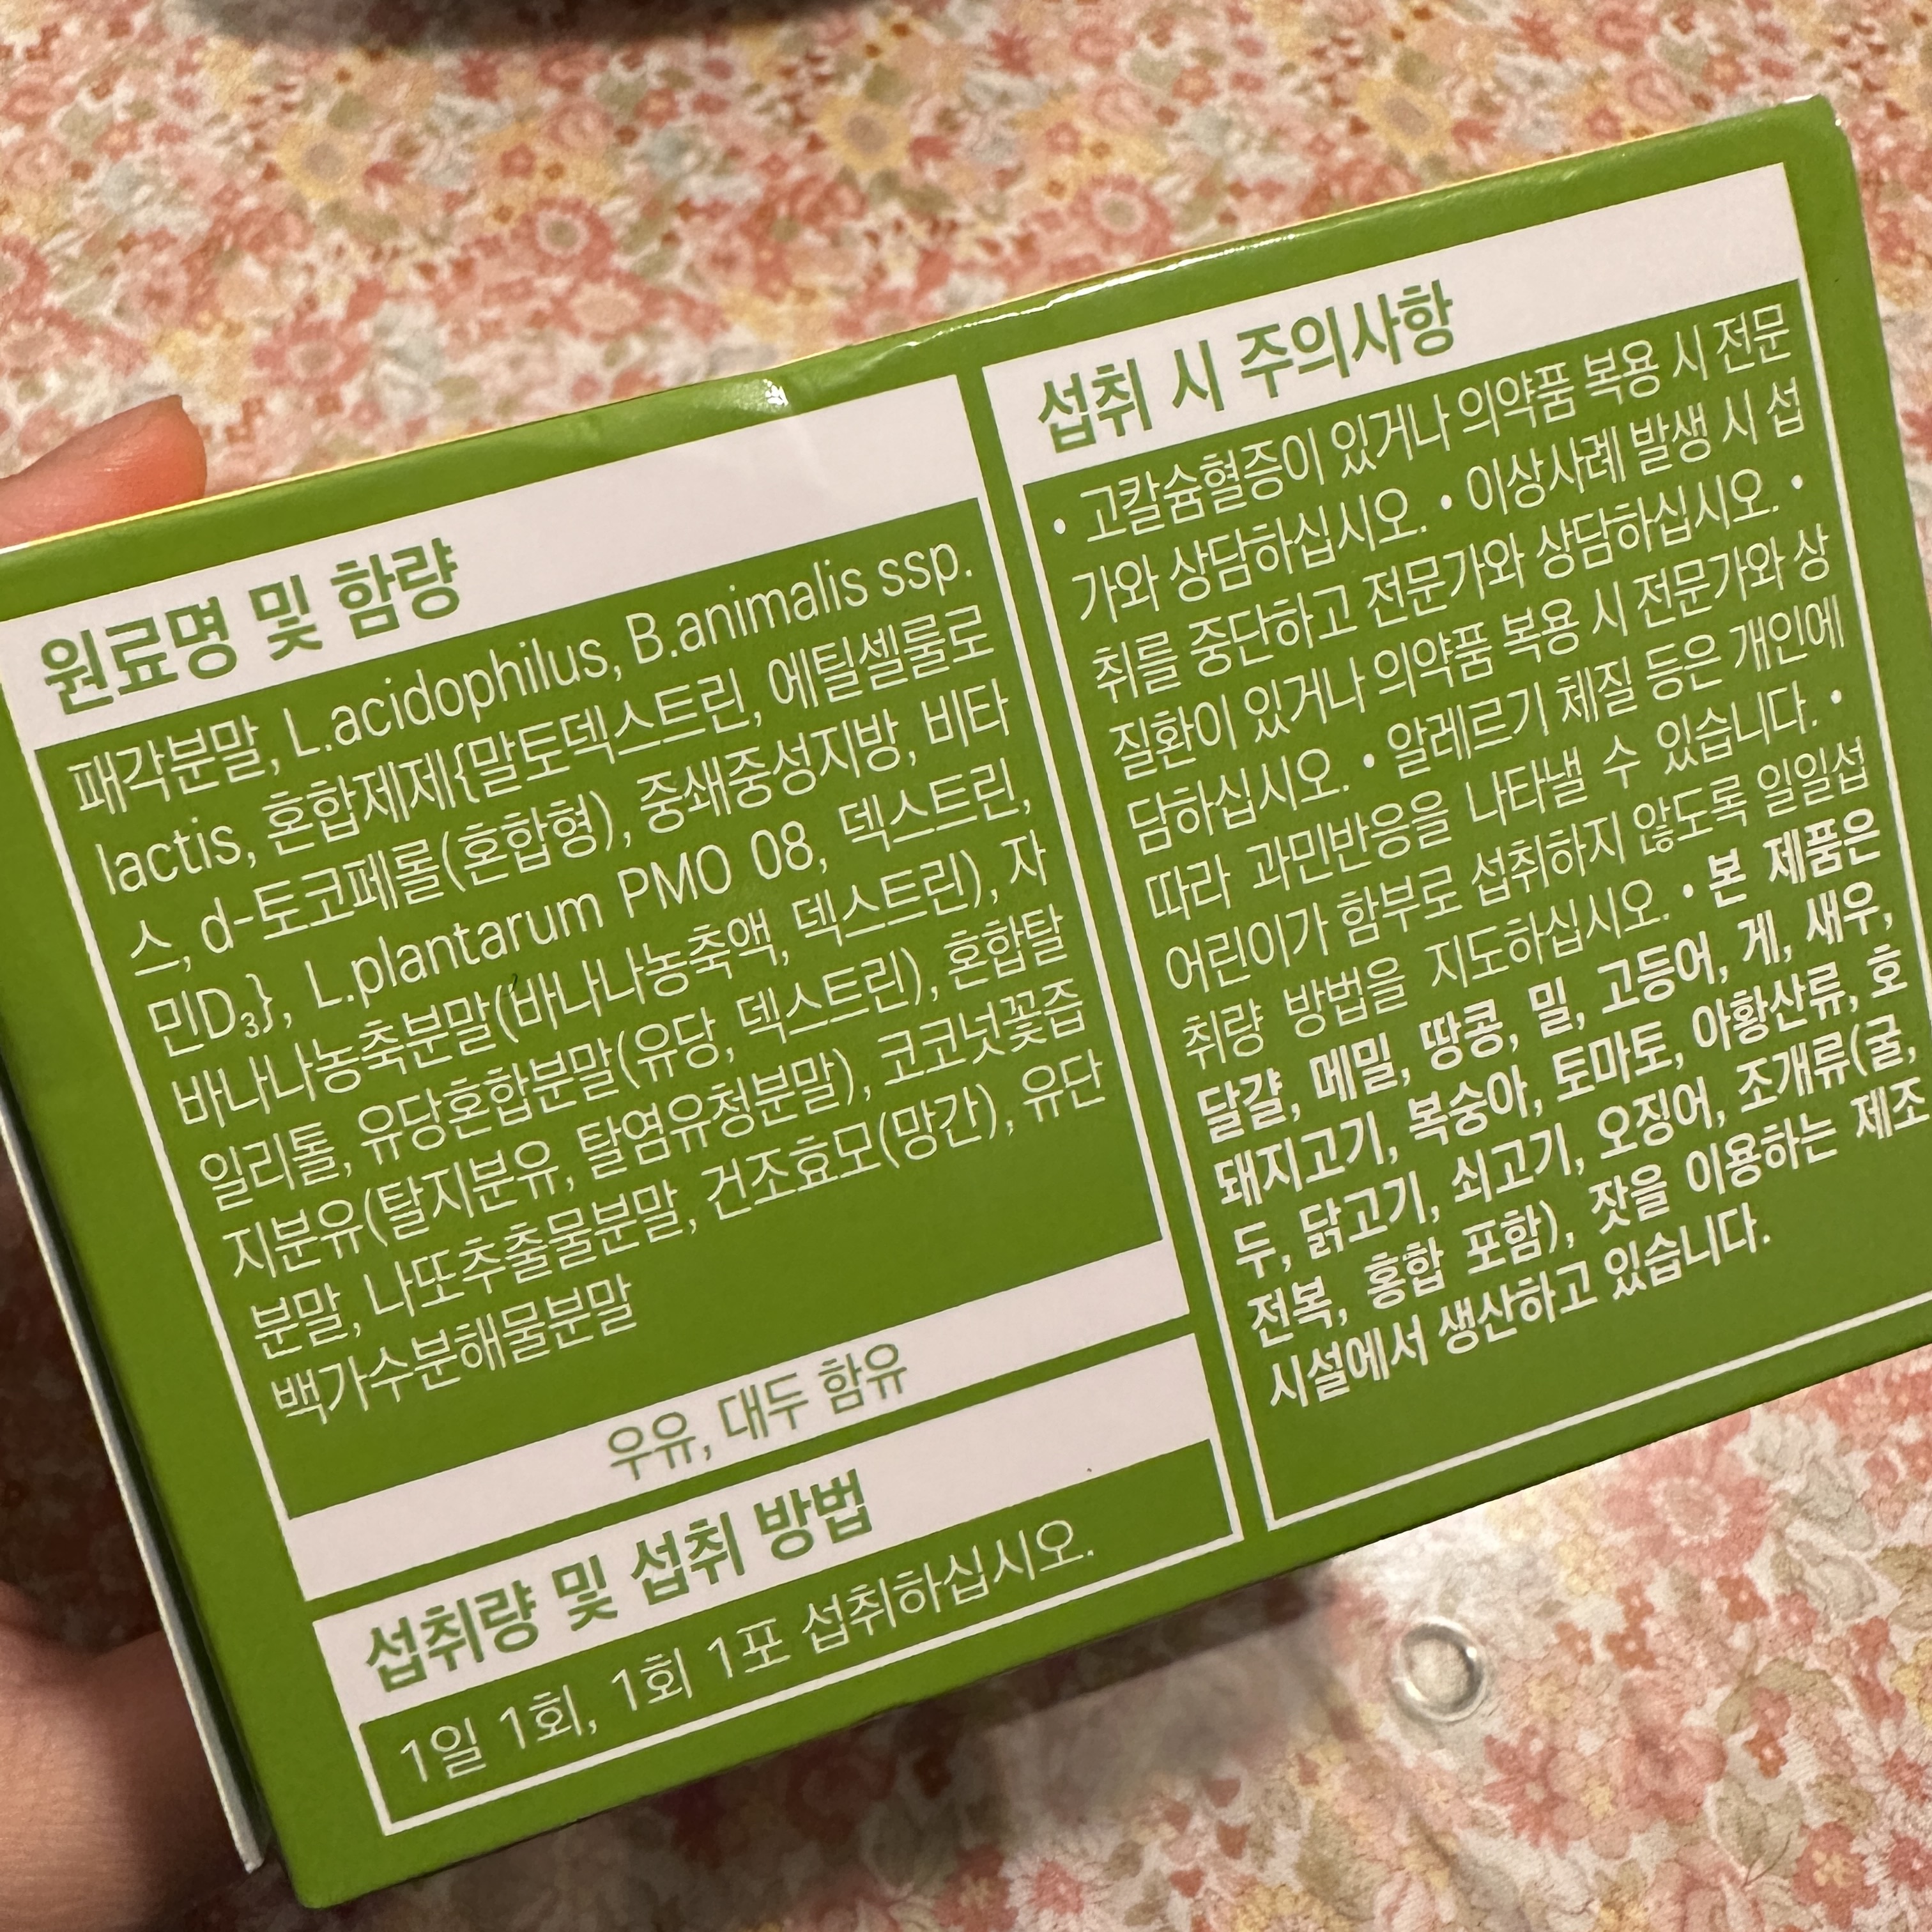 원료명 및 함량
패각분말, L.acidophilus, B.animalis ssp.
lactis, 혼합제제{말토덱스트린, 에틸셀룰로
스, d-토코페롤(혼합형), 중쇄중성지방, 비타
민D₃}, L.plantarum PMO 08, 덱스트린,
바나나농축분말(바나나농축액, 덱스트린), 자
일리톨, 유당혼합분말(유당, 덱스트린), 혼합탈
지분유(탈지분유, 탈염유청분말), 코코넛꽃즙
분말, 나또추출물분말, 건조효모(망간), 유단
백가수분해물분말
우유, 대두 함유
섭취량 및 섭취 방법
1일 1회, 1회 1포 섭취하십시오.
섭취 시 주의사항
• 고칼슘혈증이 있거나 의약품 복용 시 전문
가와 상담하십시오. • 이상사례 발생 시 섭
취를 중단하고 전문가와 상담하십시오. •
질환이 있거나 의약품 복용 시 전문가와 상
담하십시오. • 알레르기 체질 등은 개인에
따라 과민반응을 나타낼 수 있습니다. •
어린이가 함부로 섭취하지 않도록 일일섭
취량 방법을 지도하십시오. • 본 제품은
달걀, 메밀, 땅콩, 밀, 고등어, 게, 새우,
돼지고기, 복숭아, 토마토, 아황산류, 호
두, 닭고기, 쇠고기, 오징어, 조개류(굴,
전복, 홍합 포함), 잣을 이용하는 제조
시설에서 생산하고 있습니다.